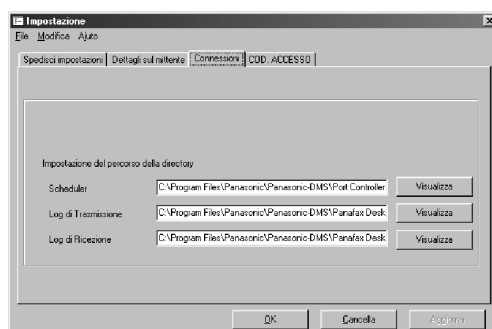 Impostazione
File Modifica Ajuto
Spedisci impostazioni Dettagli sul mittente Connessioni COD. ACCESSO
Impostazione del percorso della directory
Scheduler C:\Program Files\Panasonic\Panasonic-DMS\Port Controller Visualizza
Log di Trasmissione C:\Program Files\Panasonic\Panasonic-DMS\Panafax Desk Visualizza
Log di Ricezione C:\Program Files\Panasonic\Panasonic-DMS\Panafax Desk Visualizza
OK Cancella Aggiorna